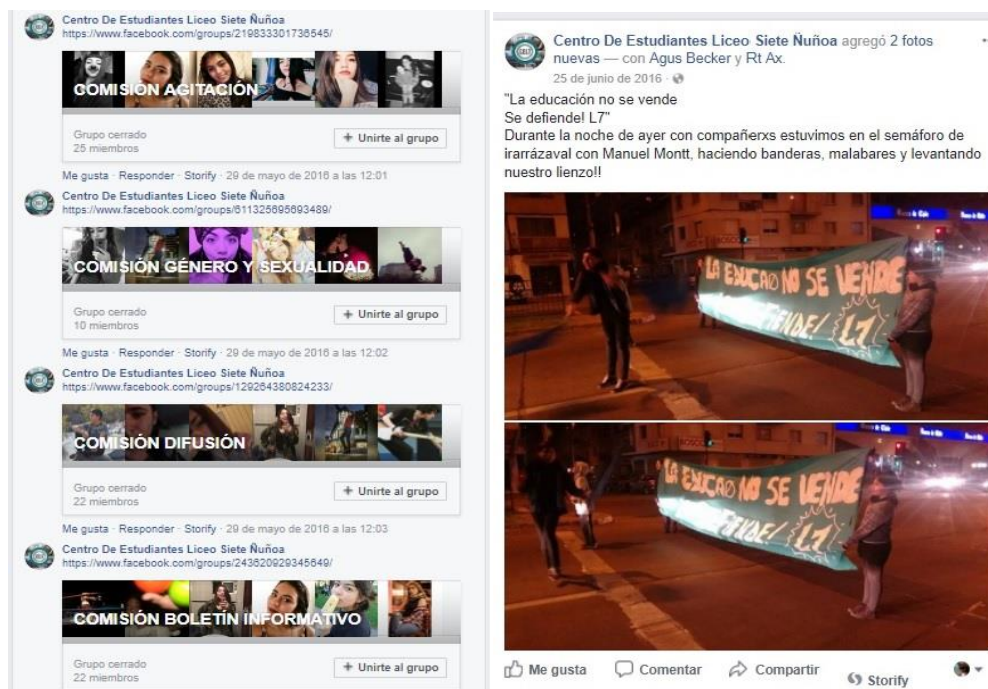 Centro De Estudiantes Liceo Siete Ñuñoa
https://www.facebook.com/groups/219833301736545/
COMISIÓN AGITACIÓN
Grupo cerrado
25 miembros
+ Unirte al grupo
Me gusta · Responder · Storify · 29 de mayo de 2016 a las 12:01
Centro De Estudiantes Liceo Siete Ñuñoa
https://www.facebook.com/groups/611325695693489/
COMISIÓN GÉNERO Y SEXUALIDAD
Grupo cerrado
10 miembros
+ Unirte al grupo
Me gusta · Responder · Storify · 29 de mayo de 2016 a las 12:02
Centro De Estudiantes Liceo Siete Ñuñoa
https://www.facebook.com/groups/129264380824233/
COMISIÓN DIFUSIÓN
Grupo cerrado
22 miembros
+ Unirte al grupo
Me gusta · Responder · Storify · 29 de mayo de 2016 a las 12:03
Centro De Estudiantes Liceo Siete Ñuñoa
https://www.facebook.com/groups/243620929345649/
COMISIÓN BOLETÍN INFORMATIVO
Grupo cerrado
22 miembros
+ Unirte al grupo
Centro De Estudiantes Liceo Siete Ñuñoa agregó 2 fotos
nuevas — con Agus Becker y Rt Ax.
25 de junio de 2016 ·
"La educación no se vende
Se defiende! L7"
Durante la noche de ayer con compañerxs estuvimos en el semáforo de
irarrázaval con Manuel Montt, haciendo banderas, malabares y levantando
nuestro lienzo!!
LA EDUCAO NO SE VENDE
FIENDE! L7
LA EDUCAO NO SE VENDE
FIENDE! L7
Me gusta
Comentar
Compartir
Storify